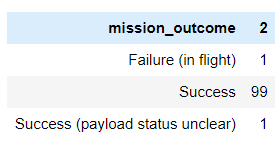 mission_outcome 2
Failure (in flight) 1
Success 99
Success (payload status unclear) 1